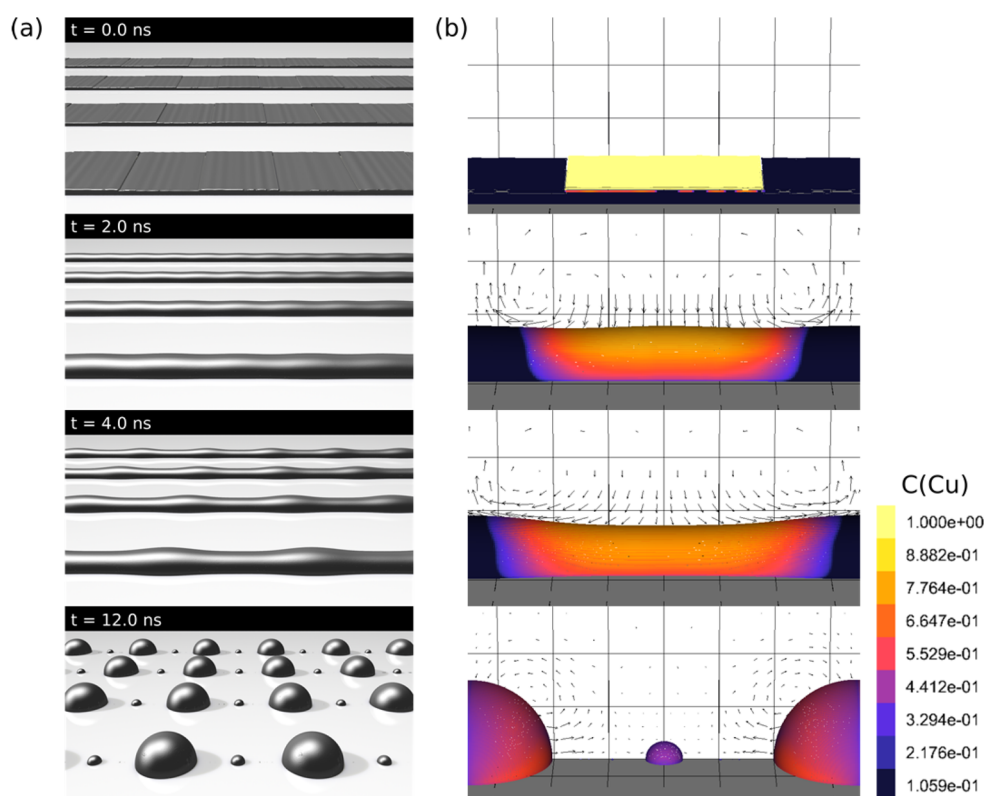 (a)
t = 0.0 ns
t = 2.0 ns
t = 4.0 ns
t = 12.0 ns
(b)
C(Cu)
1.000e+00
8.882e-01
7.764e-01
6.647e-01
5.529e-01
4.412e-01
3.294e-01
2.176e-01
1.059e-01